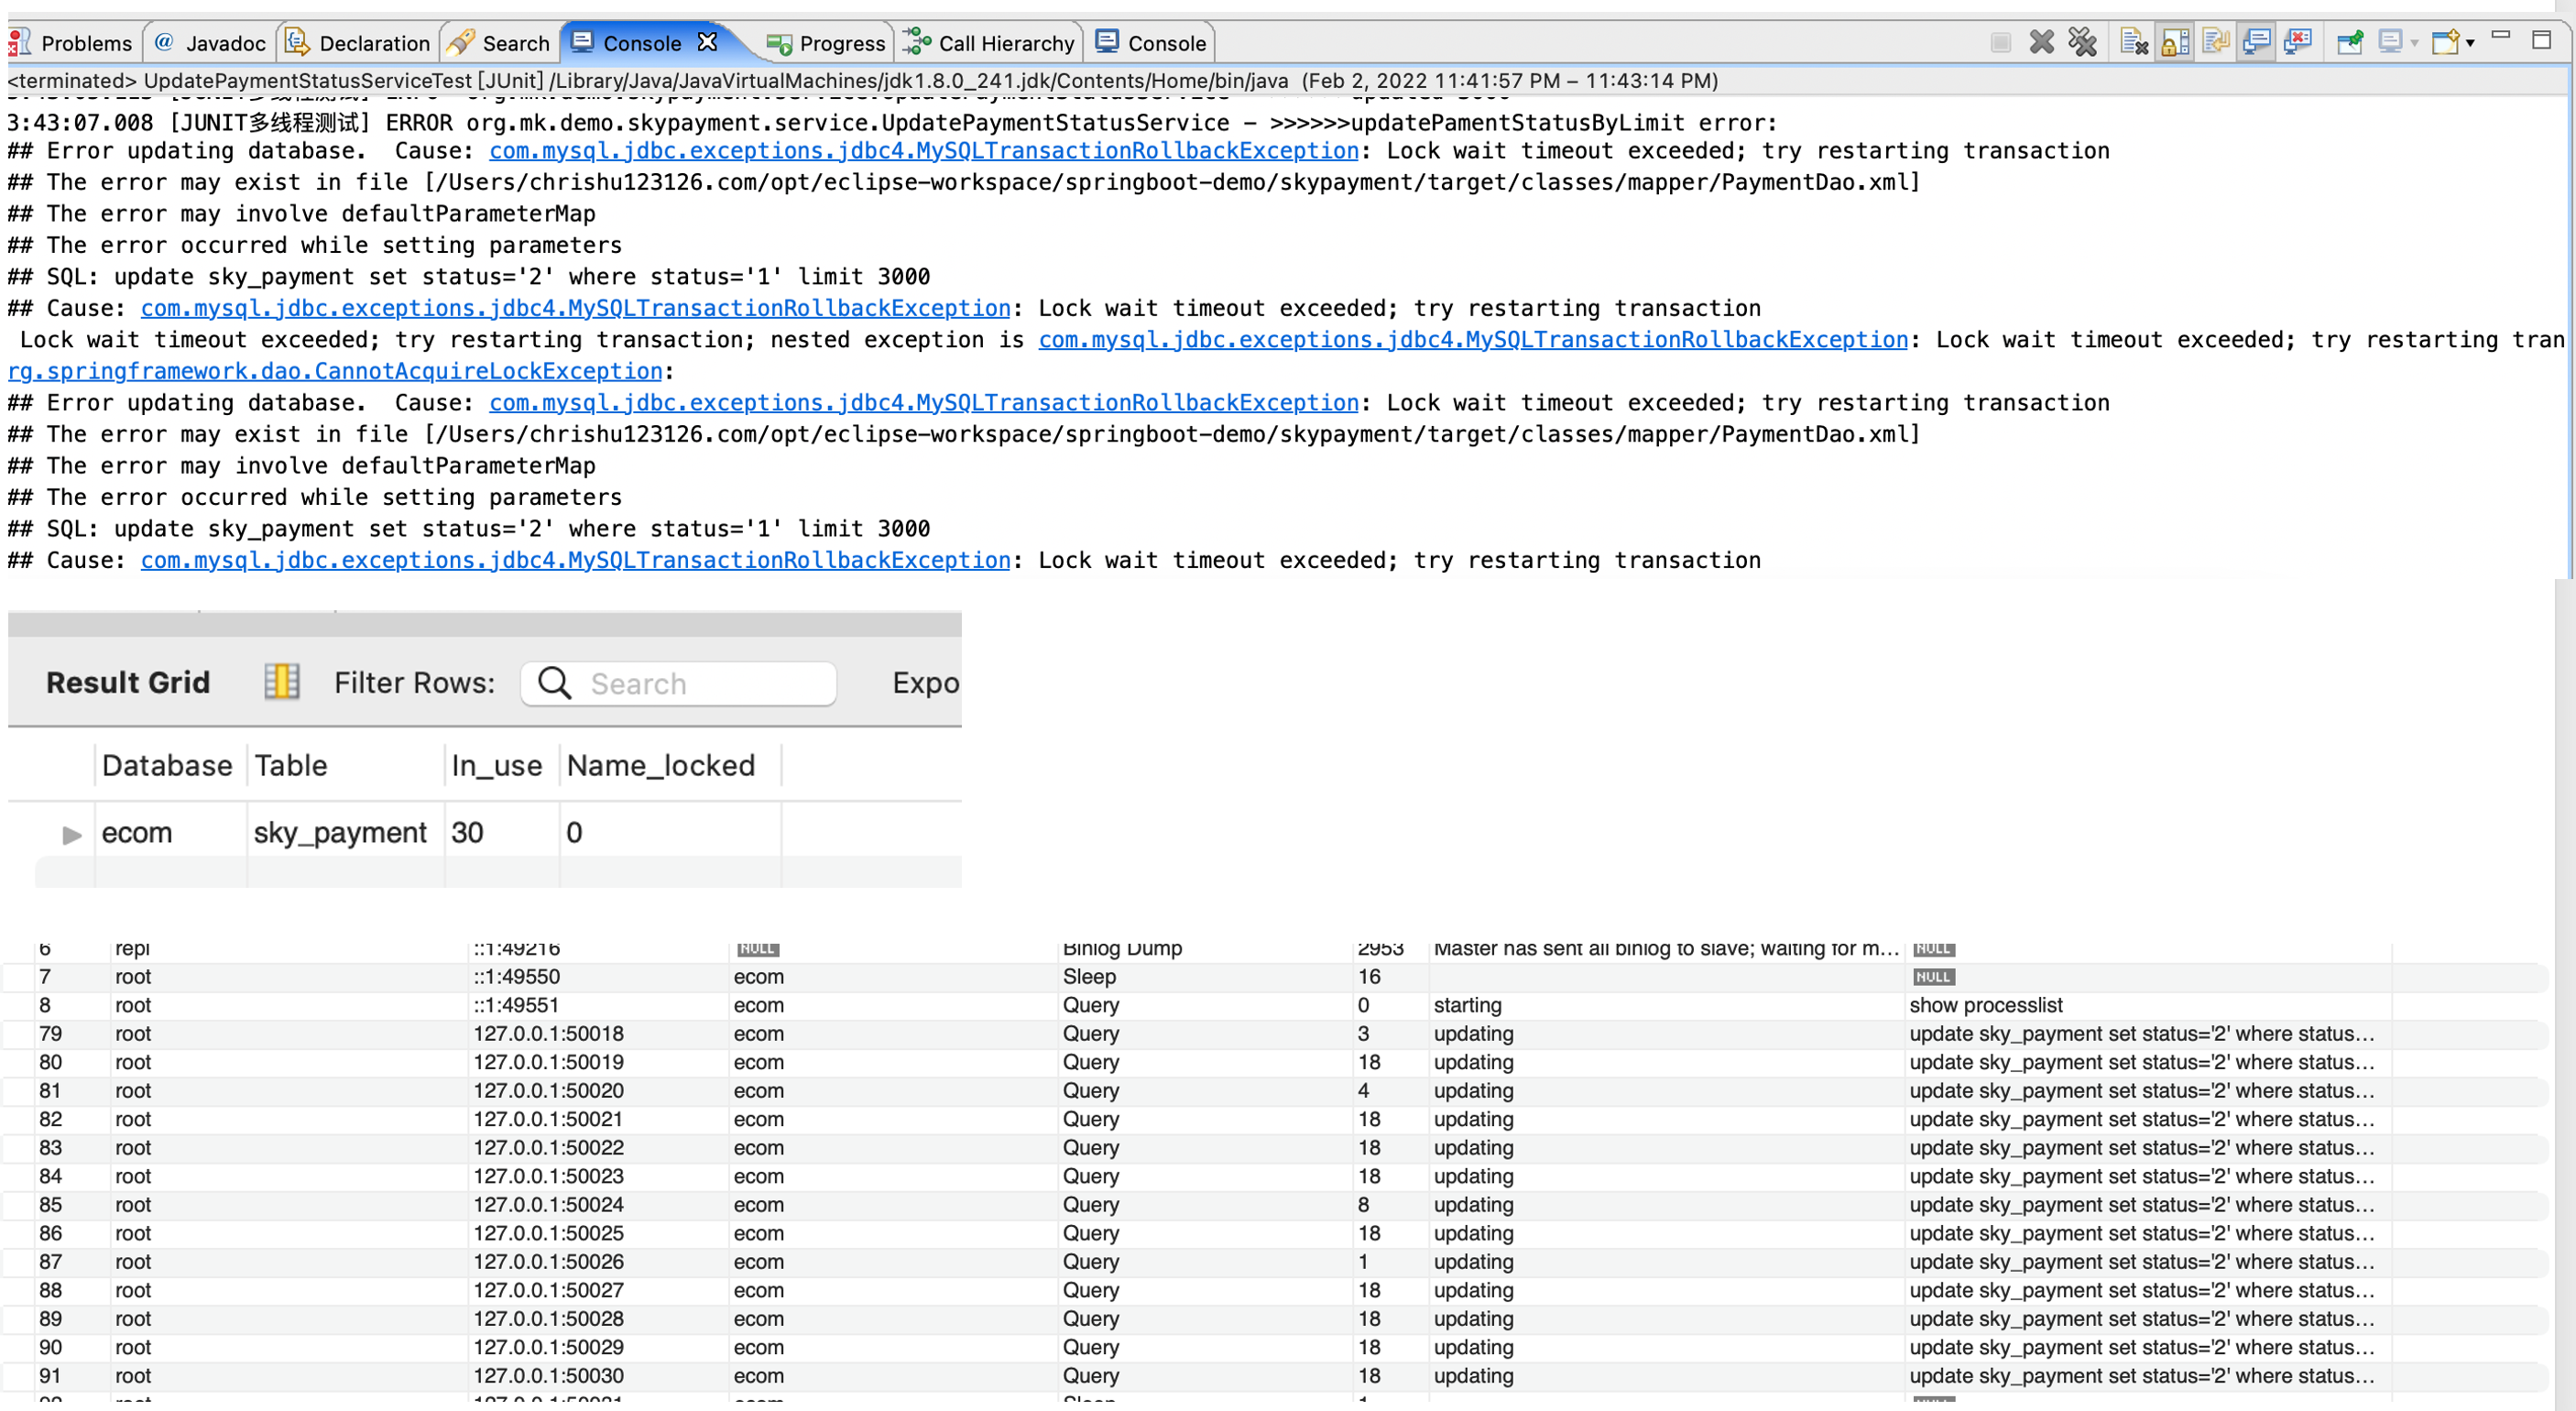 Problems @ Javadoc Declaration Search Console Progress Call Hierarchy Console
<terminated> UpdatePaymentStatusServiceTest [JUnit] /Library/Java/JavaVirtualMachines/jdk1.8.0_241.jdk/Contents/Home/bin/java (Feb 2, 2022 11:41:57 PM – 11:43:14 PM)
3:43:07.008 [JUNIT多线程测试] ERROR org.mk.demo.skypayment.service.UpdatePaymentStatusService - >>>>>>updatePamentStatusByLimit error:
## Error updating database.  Cause: com.mysql.jdbc.exceptions.jdbc4.MySQLTransactionRollbackException: Lock wait timeout exceeded; try restarting transaction
## The error may exist in file [/Users/chrishu123126.com/opt/eclipse-workspace/springboot-demo/skypayment/target/classes/mapper/PaymentDao.xml]
## The error may involve defaultParameterMap
## The error occurred while setting parameters
## SQL: update sky_payment set status='2' where status='1' limit 3000
## Cause: com.mysql.jdbc.exceptions.jdbc4.MySQLTransactionRollbackException: Lock wait timeout exceeded; try restarting transaction
Lock wait timeout exceeded; try restarting transaction; nested exception is com.mysql.jdbc.exceptions.jdbc4.MySQLTransactionRollbackException: Lock wait timeout exceeded; try restarting tran
rg.springframework.dao.CannotAcquireLockException:
## Error updating database.  Cause: com.mysql.jdbc.exceptions.jdbc4.MySQLTransactionRollbackException: Lock wait timeout exceeded; try restarting transaction
## The error may exist in file [/Users/chrishu123126.com/opt/eclipse-workspace/springboot-demo/skypayment/target/classes/mapper/PaymentDao.xml]
## The error may involve defaultParameterMap
## The error occurred while setting parameters
## SQL: update sky_payment set status='2' where status='1' limit 3000
## Cause: com.mysql.jdbc.exceptions.jdbc4.MySQLTransactionRollbackException: Lock wait timeout exceeded; try restarting transaction
Result Grid Filter Rows: Search Expo
Database Table In_use Name_locked
ecom sky_payment 30 0
6 repl ::1:49216 NULL Binlog Dump 2953 Master has sent all binlog to slave; waiting for m... NULL
7 root ::1:49550 ecom Sleep 16 NULL
8 root ::1:49551 ecom Query 0 starting show processlist
79 root 127.0.0.1:50018 ecom Query 3 updating update sky_payment set status='2' where status...
80 root 127.0.0.1:50019 ecom Query 18 updating update sky_payment set status='2' where status...
81 root 127.0.0.1:50020 ecom Query 4 updating update sky_payment set status='2' where status...
82 root 127.0.0.1:50021 ecom Query 18 updating update sky_payment set status='2' where status...
83 root 127.0.0.1:50022 ecom Query 18 updating update sky_payment set status='2' where status...
84 root 127.0.0.1:50023 ecom Query 18 updating update sky_payment set status='2' where status...
85 root 127.0.0.1:50024 ecom Query 8 updating update sky_payment set status='2' where status...
86 root 127.0.0.1:50025 ecom Query 18 updating update sky_payment set status='2' where status...
87 root 127.0.0.1:50026 ecom Query 1 updating update sky_payment set status='2' where status...
88 root 127.0.0.1:50027 ecom Query 18 updating update sky_payment set status='2' where status...
89 root 127.0.0.1:50028 ecom Query 18 updating update sky_payment set status='2' where status...
90 root 127.0.0.1:50029 ecom Query 18 updating update sky_payment set status='2' where status...
91 root 127.0.0.1:50030 ecom Query 18 updating update sky_payment set status='2' where status...